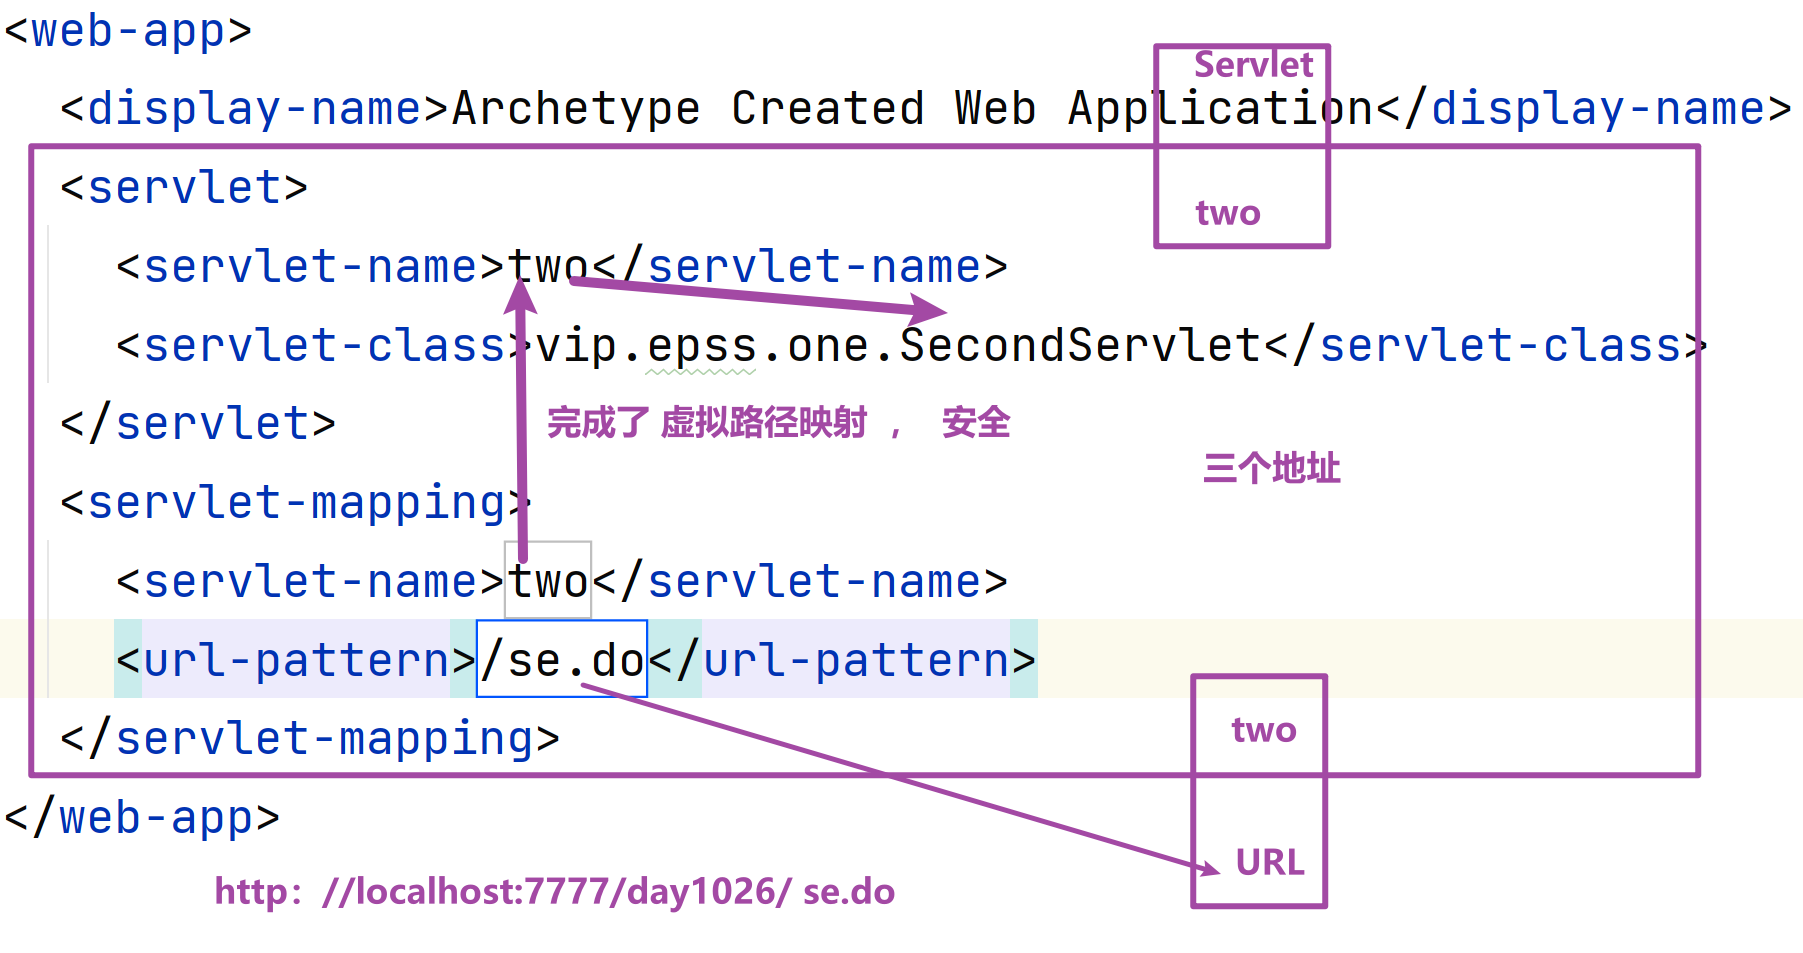 <web-app>
Servlet
<display-name>Archetype Created Web Application</display-name>
<servlet>
two
<servlet-name>two</servlet-name>
<servlet-class>vip.epss.one.SecondServlet</servlet-class>
</servlet>
完成了 虚拟路径映射 ， 安全
三个地址
<servlet-mapping>
<servlet-name>two</servlet-name>
<url-pattern>/se.do</url-pattern>
</servlet-mapping>
two
</web-app>
URL
http：//localhost:7777/day1026/ se.do